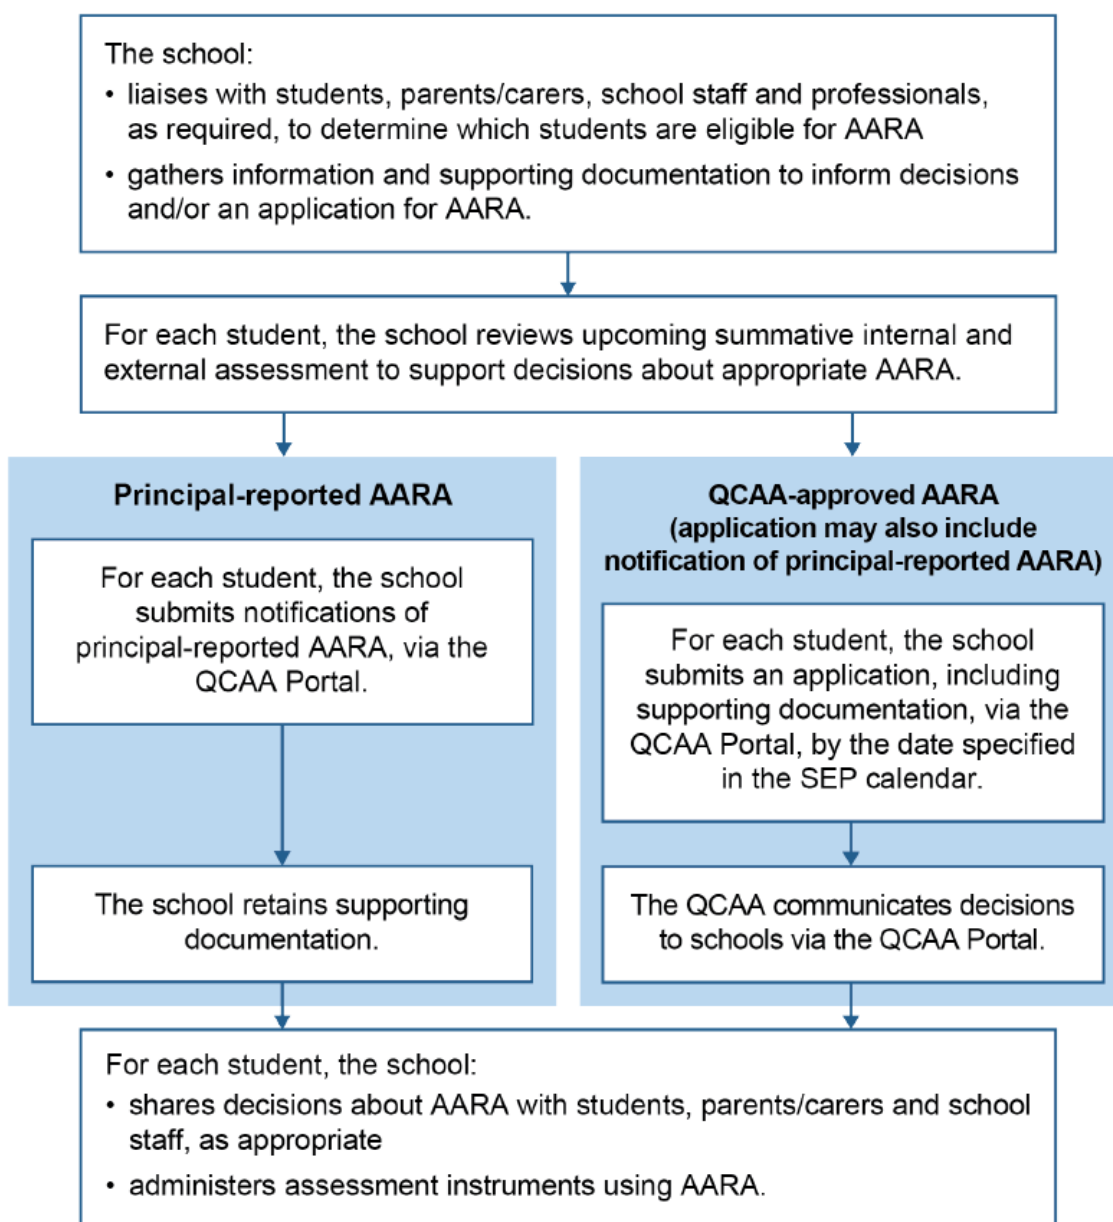 The school:
• liaises with students, parents/carers, school staff and professionals,
as required, to determine which students are eligible for AARA
• gathers information and supporting documentation to inform decisions
and/or an application for AARA.
For each student, the school reviews upcoming summative internal and
external assessment to support decisions about appropriate AARA.
Principal-reported AARA
For each student, the school
submits notifications of
principal-reported AARA, via the
QCAA Portal.
The school retains supporting
documentation.
QCAA-approved AARA
(application may also include
notification of principal-reported AARA)
For each student, the school
submits an application, including
supporting documentation, via the
QCAA Portal, by the date specified
in the SEP calendar.
The QCAA communicates decisions
to schools via the QCAA Portal.
For each student, the school:
• shares decisions about AARA with students, parents/carers and school
staff, as appropriate
• administers assessment instruments using AARA.